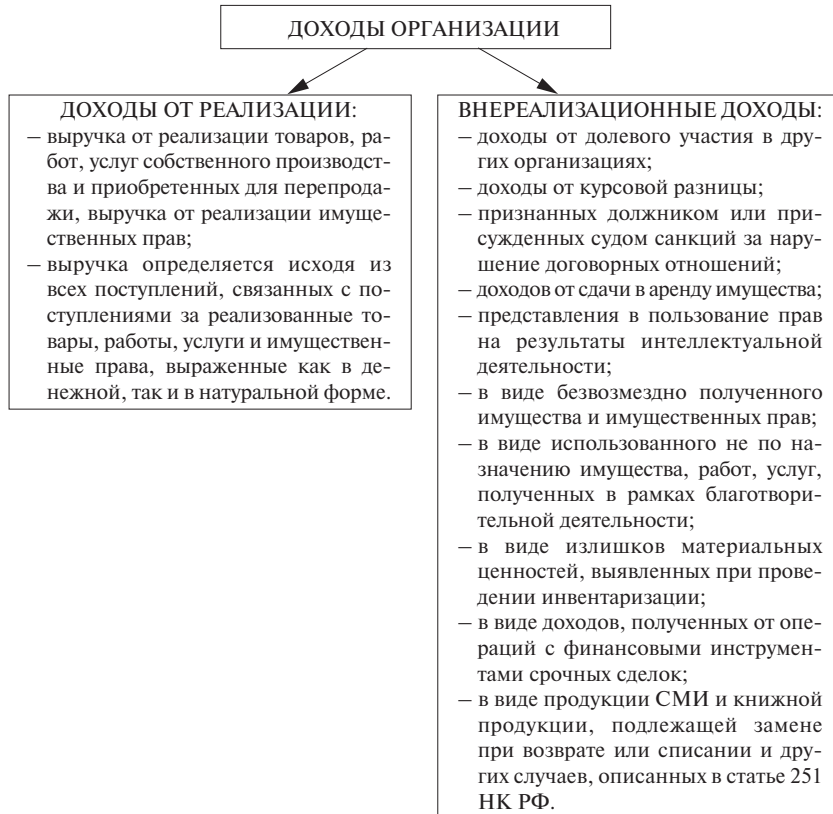 ДОХОДЫ ОРГАНИЗАЦИИ
ДОХОДЫ ОТ РЕАЛИЗАЦИИ:
– выручка от реализации товаров, ра-
бот, услуг собственного производст-
ва и приобретенных для перепрода-
жи, выручка от реализации имуще-
ственных прав;
– выручка определяется исходя из
всех поступлений, связанных с по-
ступлениями за реализованные то-
вары, работы, услуги и имуществен-
ные права, выраженные как в де-
нежной, так и в натуральной форме.
ВНЕРЕАЛИЗАЦИОННЫЕ ДОХОДЫ:
– доходы от долевого участия в дру-
гих организациях;
– доходы от курсовой разницы;
– признанных должником или при-
сужденных судом санкций за нару-
шение договорных отношений;
– доходов от сдачи в аренду имущества;
– представления в пользование прав
на результаты интеллектуальной
деятельности;
– в виде безвозмездно полученного
имущества и имущественных прав;
– в виде использованного не по на-
значению имущества, работ, услуг,
полученных в рамках благотвори-
тельной деятельности;
– в виде излишков материальных
ценностей, выявленных при прове-
дении инвентаризации;
– в виде доходов, полученных от опе-
раций с финансовыми инструмен-
тами срочных сделок;
– в виде продукции СМИ и книжной
продукции, подлежащей замене
при возврате или списании и дру-
гих случаев, описанных в статье 251
НК РФ.